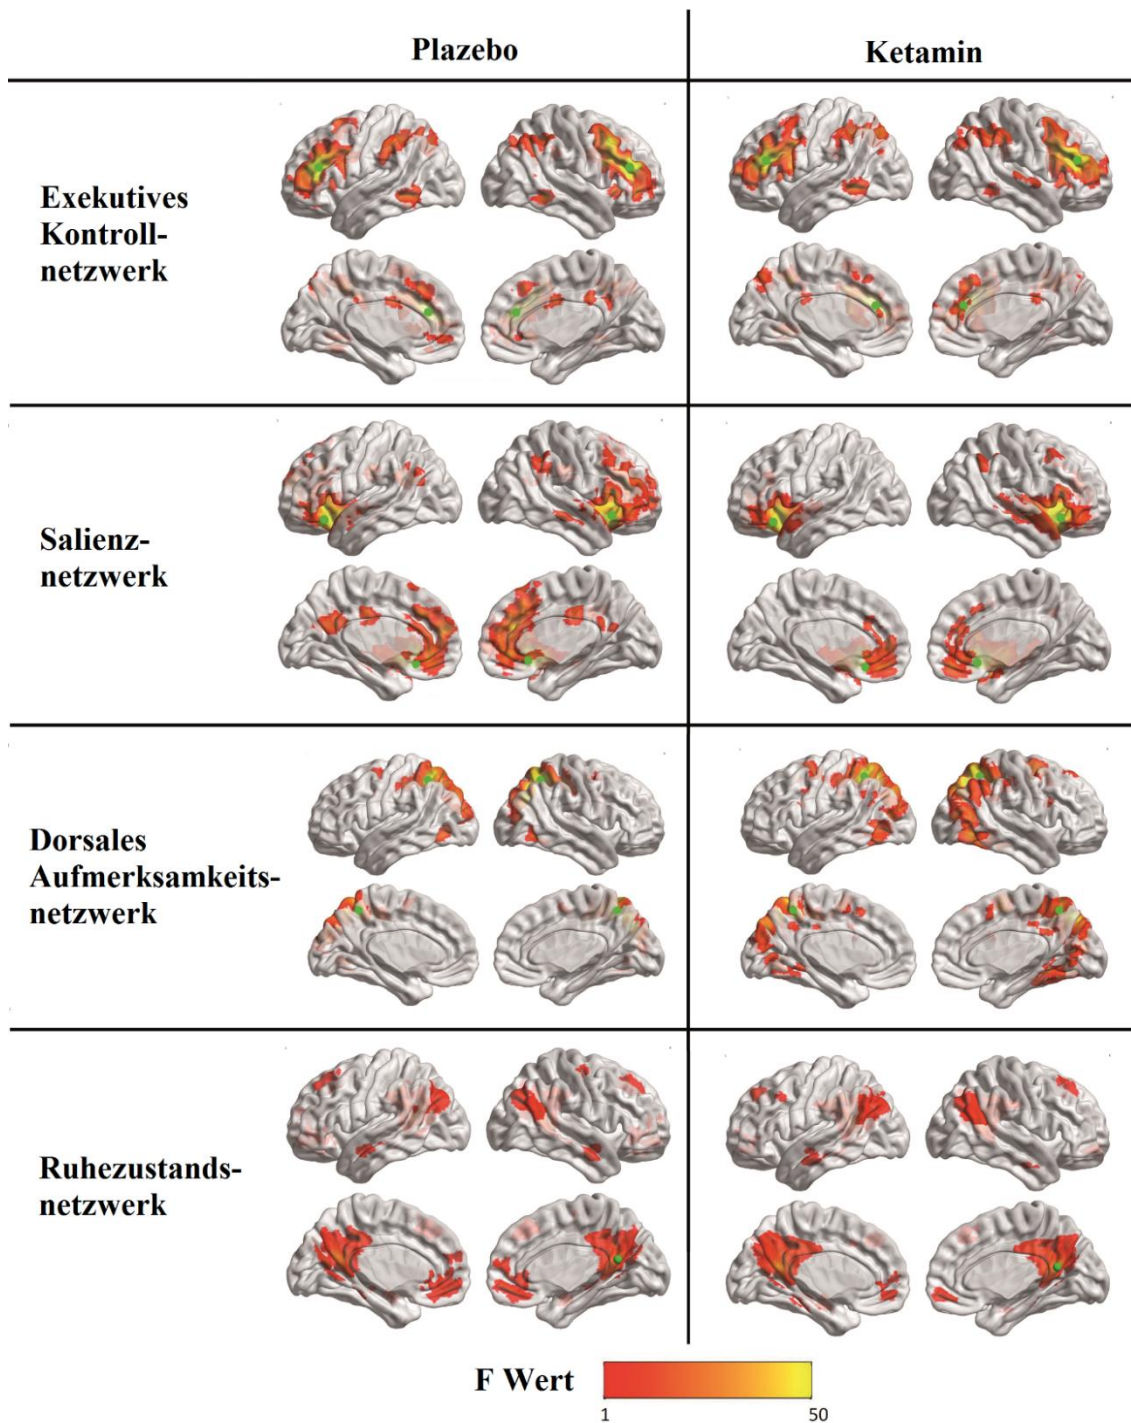 Plazebo
Ketamin
Exekutives
Kontroll-
netzwerk
Salienz-
netzwerk
Dorsales
Aufmerksamkeits-
netzwerk
Ruhezustands-
netzwerk
F Wert
1
50